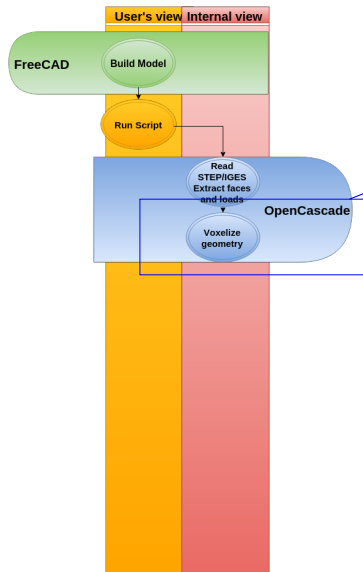 User's view Internal view
FreeCAD
Build Model
Run Script
Read
STEP/IGES
Extract faces
and loads
OpenCascade
Voxelize
geometry